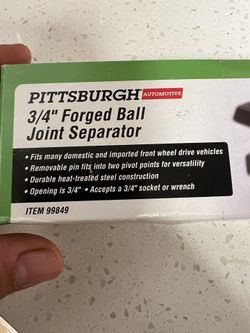 PITTSBURGH AUTOMOTIVE
3/4" Forged Ball
Joint Separator
• Fits many domestic and imported front wheel drive vehicles
• Removable pin fits into two pivot points for versatility
• Durable heat-treated steel construction
• Opening is 3/4" • Accepts a 3/4" socket or wrench
ITEM 99849